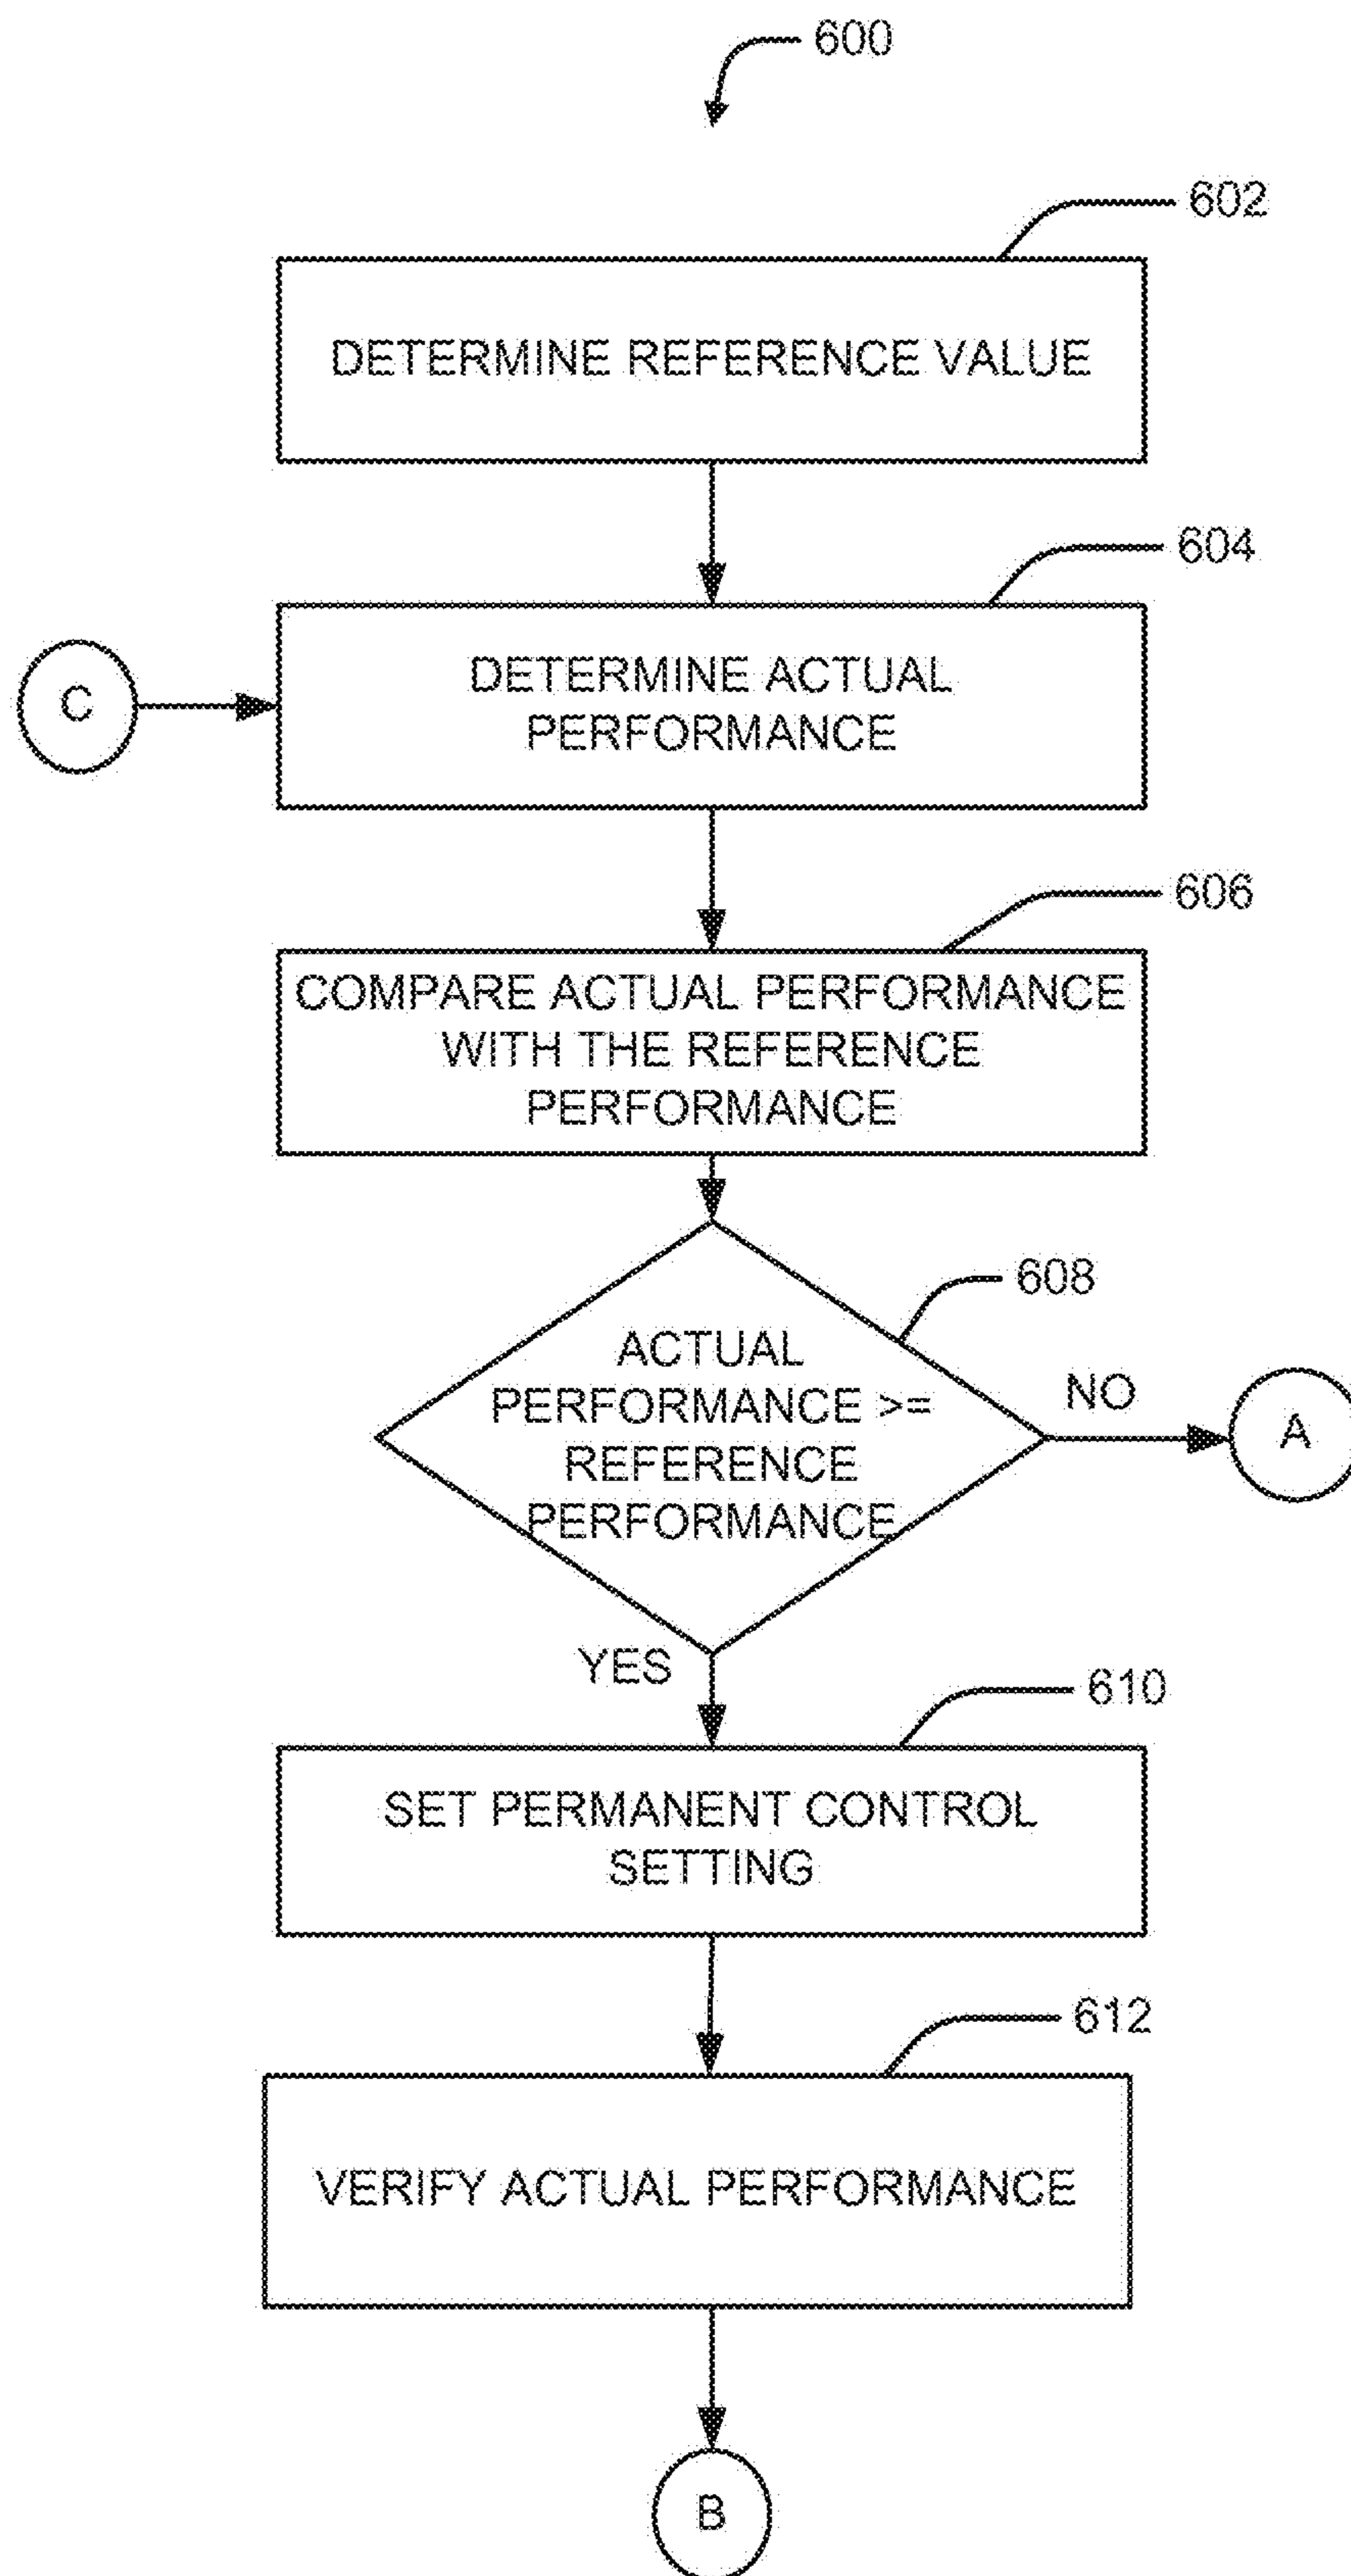 600
602
DETERMINE REFERENCE VALUE
604
C
DETERMINE ACTUAL
PERFORMANCE
606
COMPARE ACTUAL PERFORMANCE
WITH THE REFERENCE
PERFORMANCE
608
ACTUAL
PERFORMANCE >=
REFERENCE
PERFORMANCE
NO
A
YES
610
SET PERMANENT CONTROL
SETTING
612
VERIFY ACTUAL PERFORMANCE
B